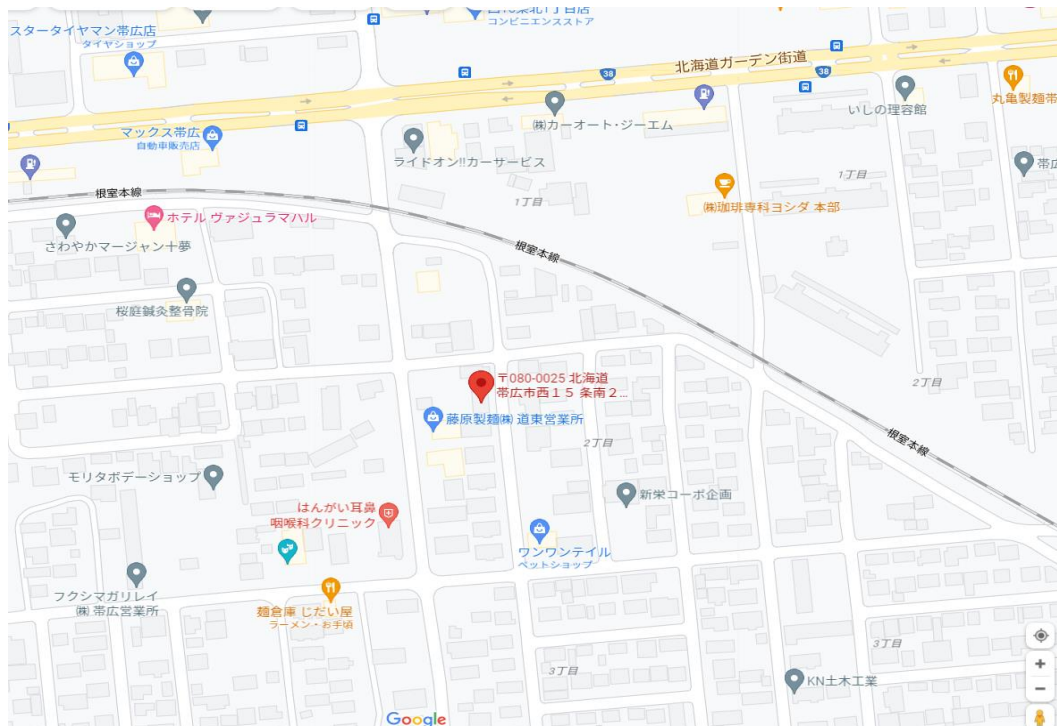 コンビニエンスストア
スタータイヤマン帯広店
タイヤショップ
北海道ガーデン街道
38
38
丸亀製麺帯
いしの理容館
㈱カーオート・ジーエム
マックス帯広
自動車販売店
ライドオン!!カーサービス
帯広
1丁目
根室本線
1丁目
㈱珈琲専科ヨシダ 本部
ホテル ヴァジュラマハル
さわやかマージャン十夢
根室本線
桜庭鍼灸整骨院
〒080-0025 北海道
帯広市西１５ 条南２...
2丁目
藤原製麺㈱ 道東営業所
2丁目
根室本線
モリタボデーショップ
新栄コーポ企画
はんがい耳鼻
咽喉科クリニック
ワンワンテイル
ペットショップ
フクシマガリレイ
㈱ 帯広営業所
麺倉庫 じだい屋
ラーメン・お手頃
3丁目
3丁目
KN土木工業
Google